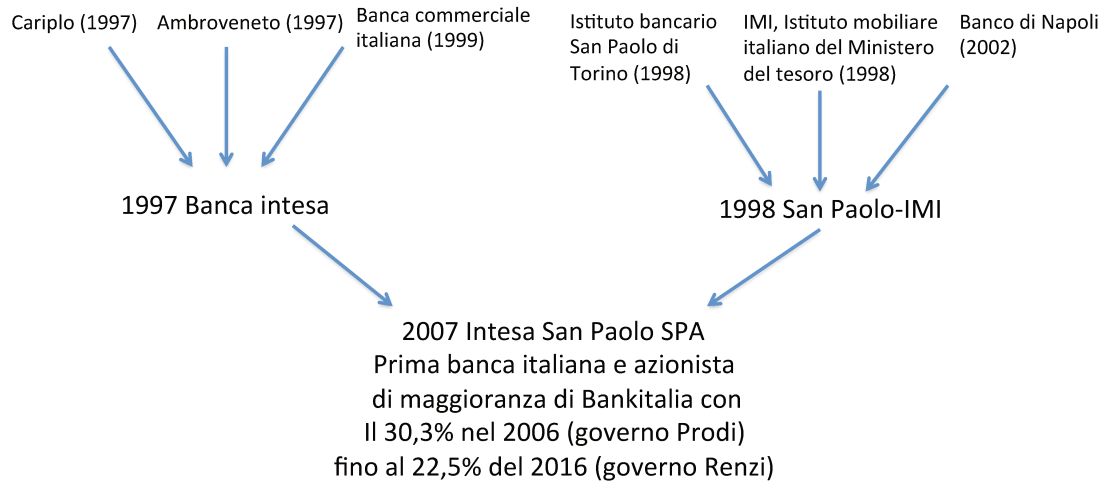 Cariplo (1997)
Ambroveneto (1997)
Banca commerciale
italiana (1999)
Istituto bancario
San Paolo di
Torino (1998)
IMI, Istituto mobiliare
italiano del Ministero
del tesoro (1998)
Banco di Napoli
(2002)
1997 Banca intesa
1998 San Paolo-IMI
2007 Intesa San Paolo SPA
Prima banca italiana e azionista
di maggioranza di Bankitalia con
Il 30,3% nel 2006 (governo Prodi)
fino al 22,5% del 2016 (governo Renzi)